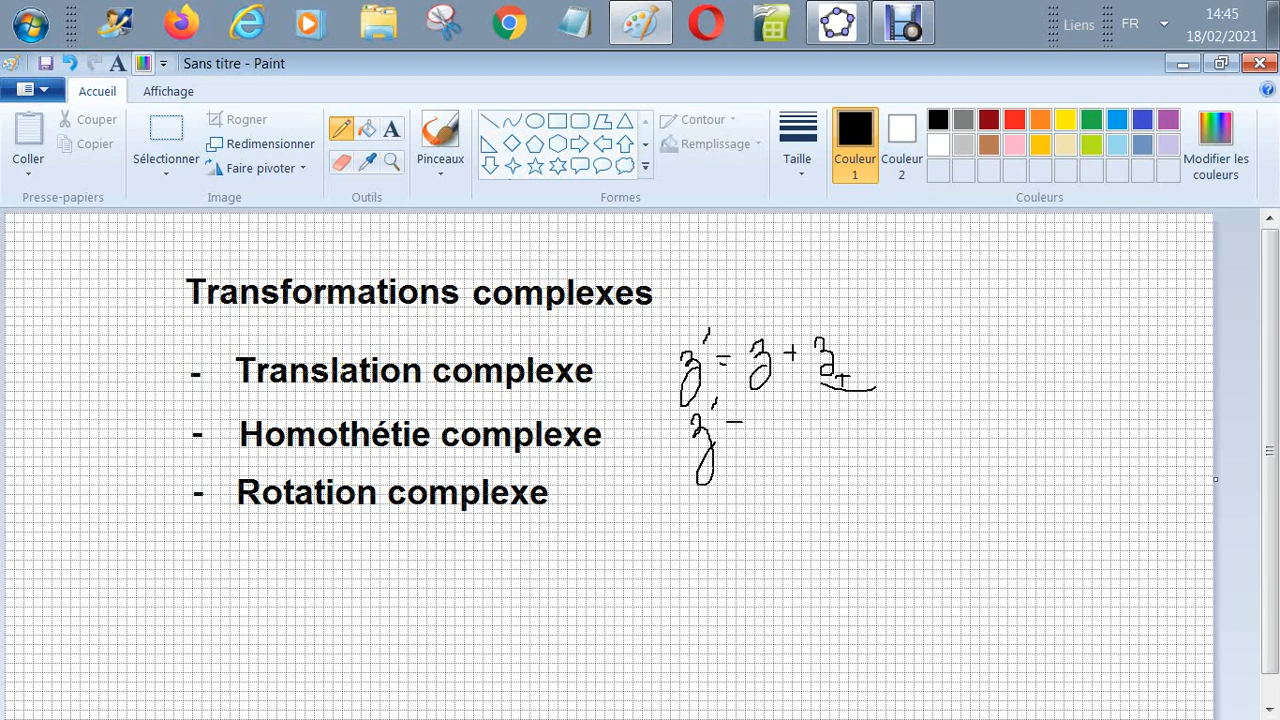 Liens
FR
14:45
18/02/2021
Sans titre - Paint
Accueil
Affichage
Coller
Couper
Copier
Presse-papiers
Sélectionner
Rogner
Redimensionner
Faire pivoter
Image
Outils
Pinceaux
Formes
Contour
Remplissage
Taille
Couleur 1
Couleur 2
Modifier les couleurs
Couleurs
Transformations complexes
- Translation complexe z' = z + z
- Homothétie complexe z' =
- Rotation complexe